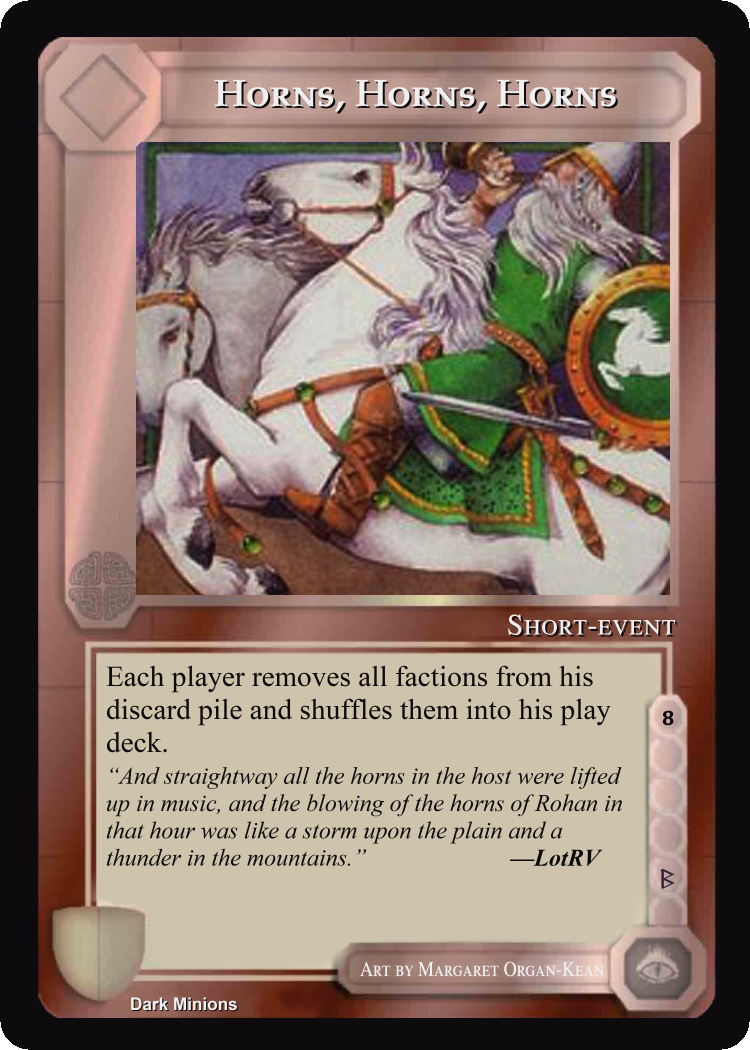 Horns, Horns, Horns
Short-event
Each player removes all factions from his
discard pile and shuffles them into his play
deck.
“And straightway all the horns in the host were lifted
up in music, and the blowing of the horns of Rohan in
that hour was like a storm upon the plain and a
thunder in the mountains.” —LotRV
8
ᛒ
Art by Margaret Organ-Kean
Dark Minions